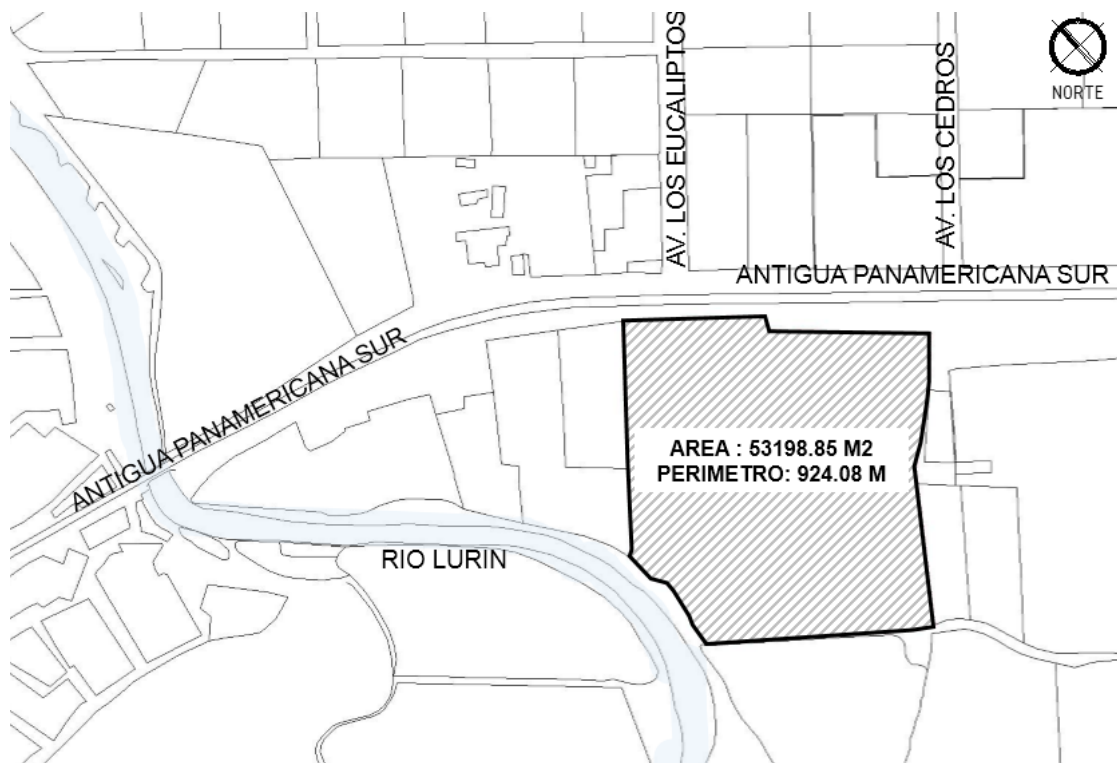 NORTE
AV. LOS EUCALIPTOS
AV. LOS CEDROS
ANTIGUA PANAMERICANA SUR
ANTIGUA PANAMERICANA SUR
AREA : 53198.85 M2
PERIMETRO: 924.08 M
RIO LURIN